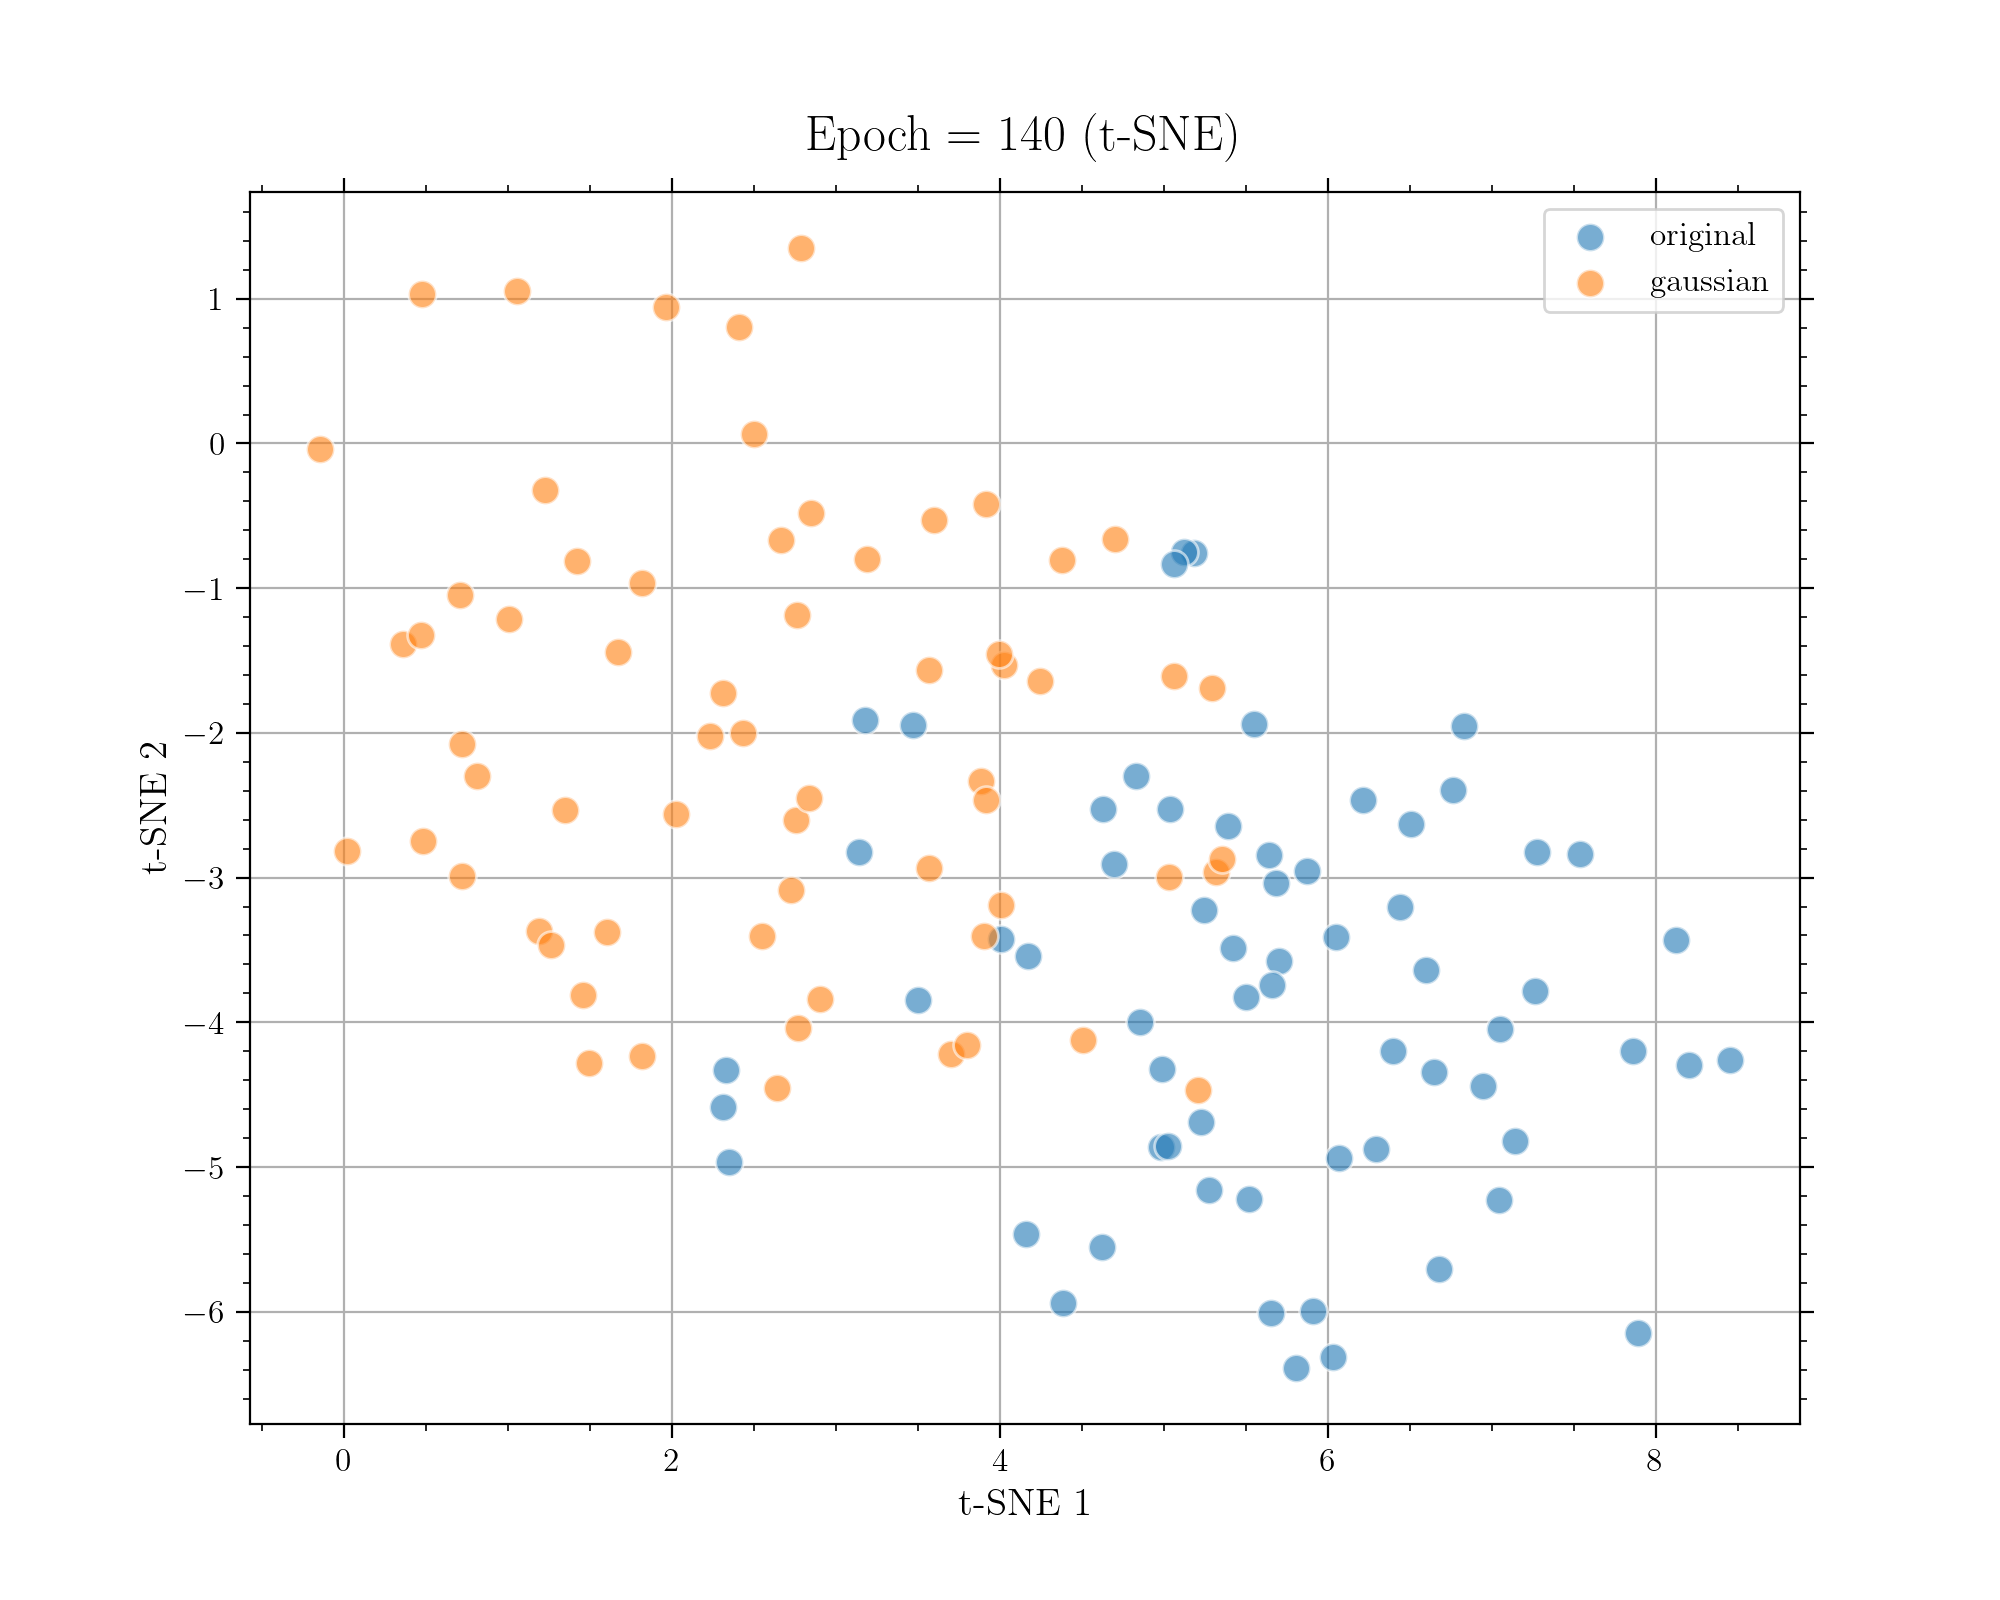 Epoch = 140 (t-SNE)
original
gaussian
1
0
−1
−2
−3
−4
−5
−6
t-SNE 2
0
2
4
6
8
t-SNE 1